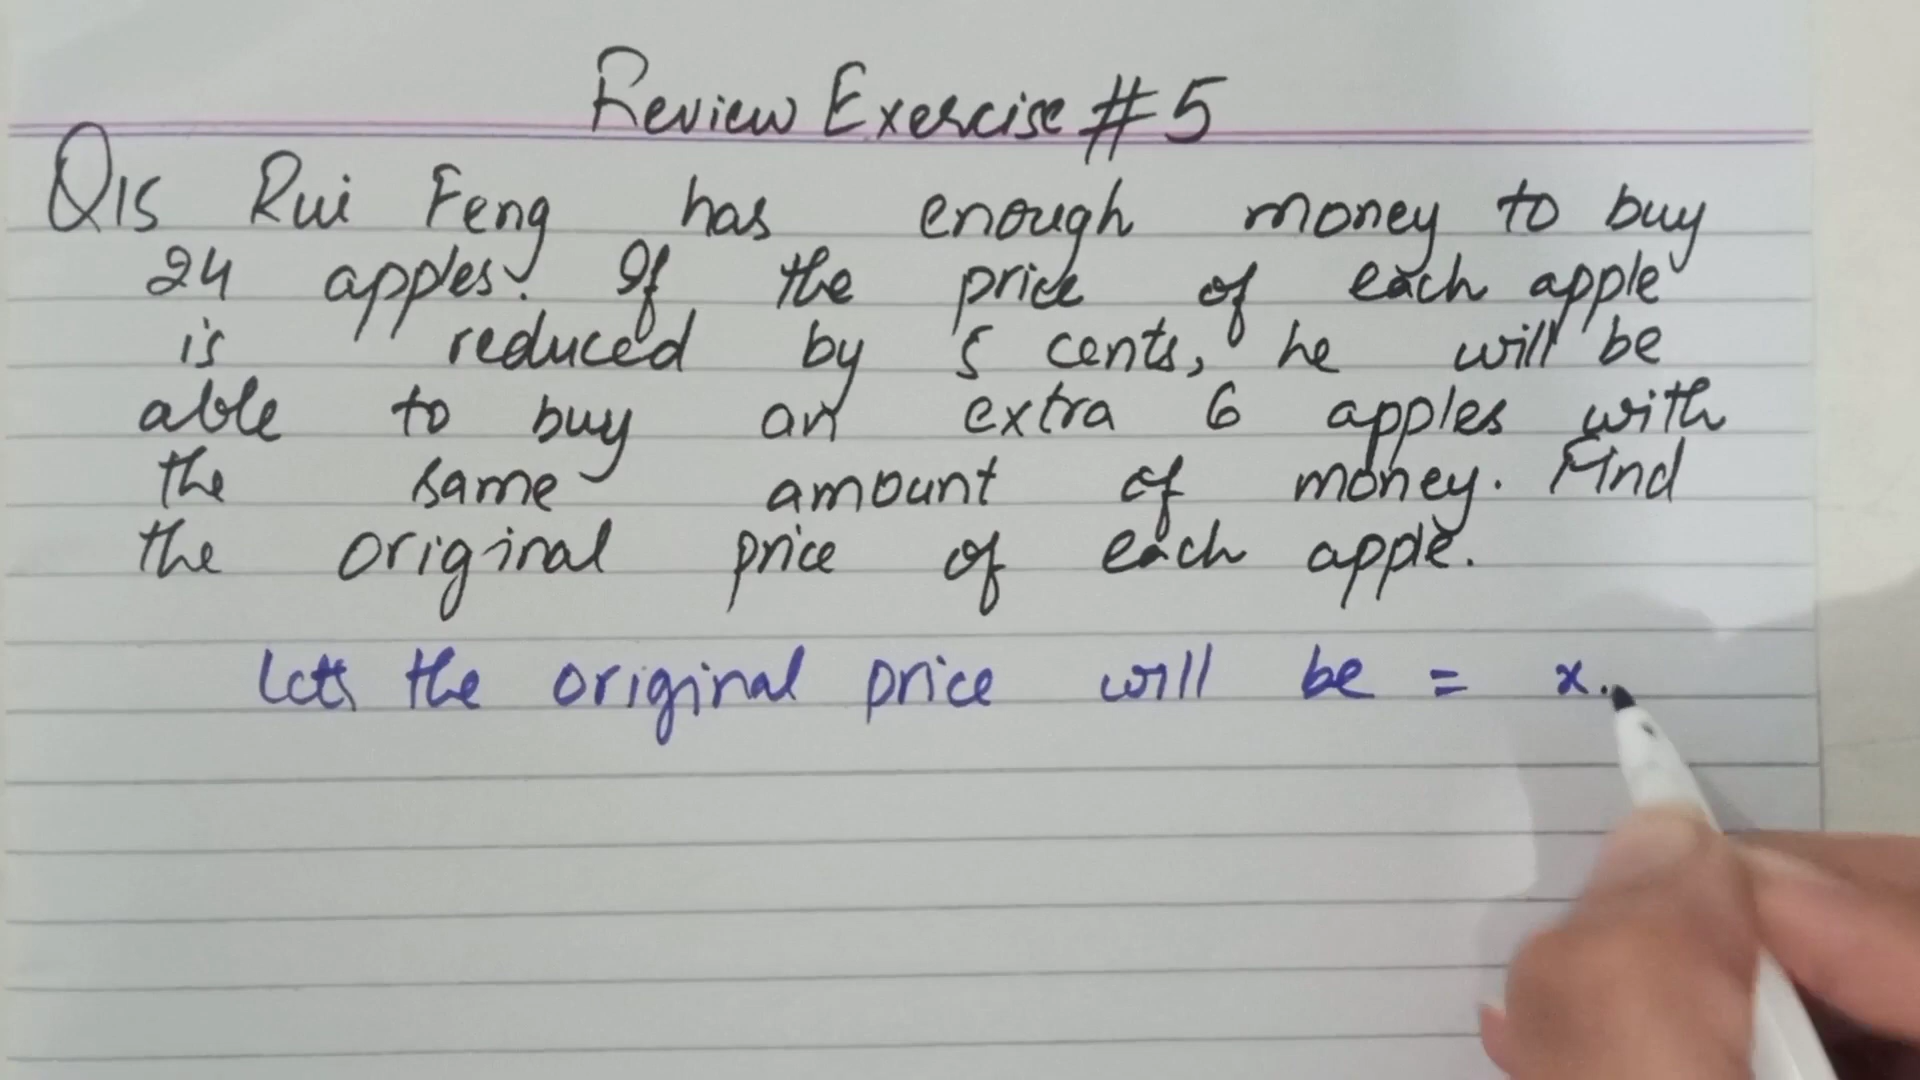 Review Exercise #5
Q15 Rui Feng has enough money to buy
24 apples. If the price of each apple
is reduced by 5 cents, he will be
able to buy an extra 6 apples with
the same amount of money. Find
the original price of each apple.
Let the original price will be = x.